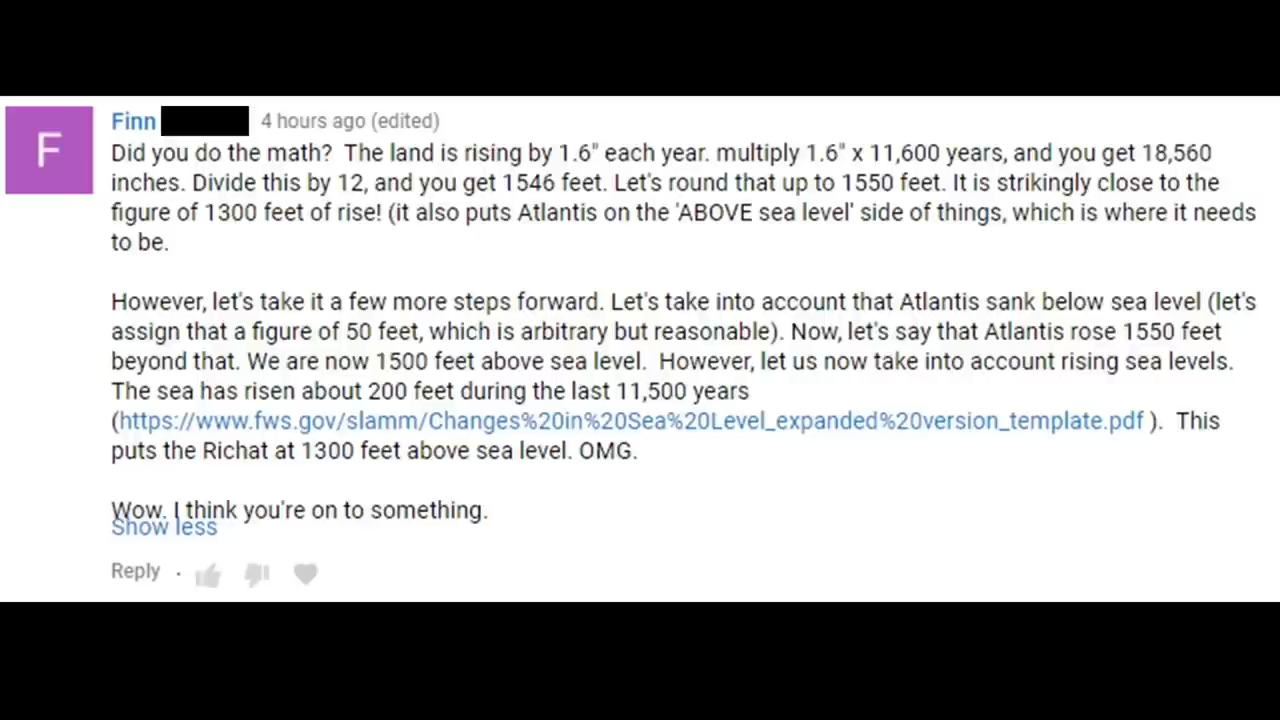 F
Finn 4 hours ago (edited)
Did you do the math?  The land is rising by 1.6" each year. multiply 1.6" x 11,600 years, and you get 18,560
inches. Divide this by 12, and you get 1546 feet. Let's round that up to 1550 feet. It is strikingly close to the
figure of 1300 feet of rise! (it also puts Atlantis on the 'ABOVE sea level' side of things, which is where it needs
to be.
However, let's take it a few more steps forward. Let's take into account that Atlantis sank below sea level (let's
assign that a figure of 50 feet, which is arbitrary but reasonable). Now, let's say that Atlantis rose 1550 feet
beyond that. We are now 1500 feet above sea level.  However, let us now take into account rising sea levels.
The sea has risen about 200 feet during the last 11,500 years
(https://www.fws.gov/slamm/Changes%20in%20Sea%20Level_expanded%20version_template.pdf ).  This
puts the Richat at 1300 feet above sea level. OMG.
Wow. I think you're on to something.
Show less
Reply ·